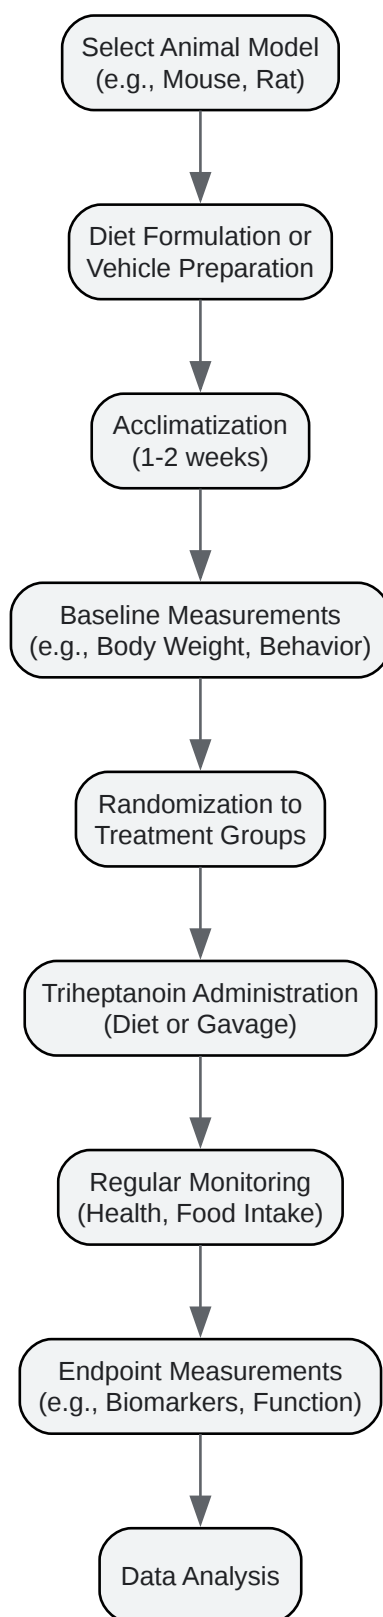 Select Animal Model
(e.g., Mouse, Rat)
Diet Formulation or
Vehicle Preparation
Acclimatization
(1-2 weeks)
Baseline Measurements
(e.g., Body Weight, Behavior)
Randomization to
Treatment Groups
Triheptanoin Administration
(Diet or Gavage)
Regular Monitoring
(Health, Food Intake)
Endpoint Measurements
(e.g., Biomarkers, Function)
Data Analysis